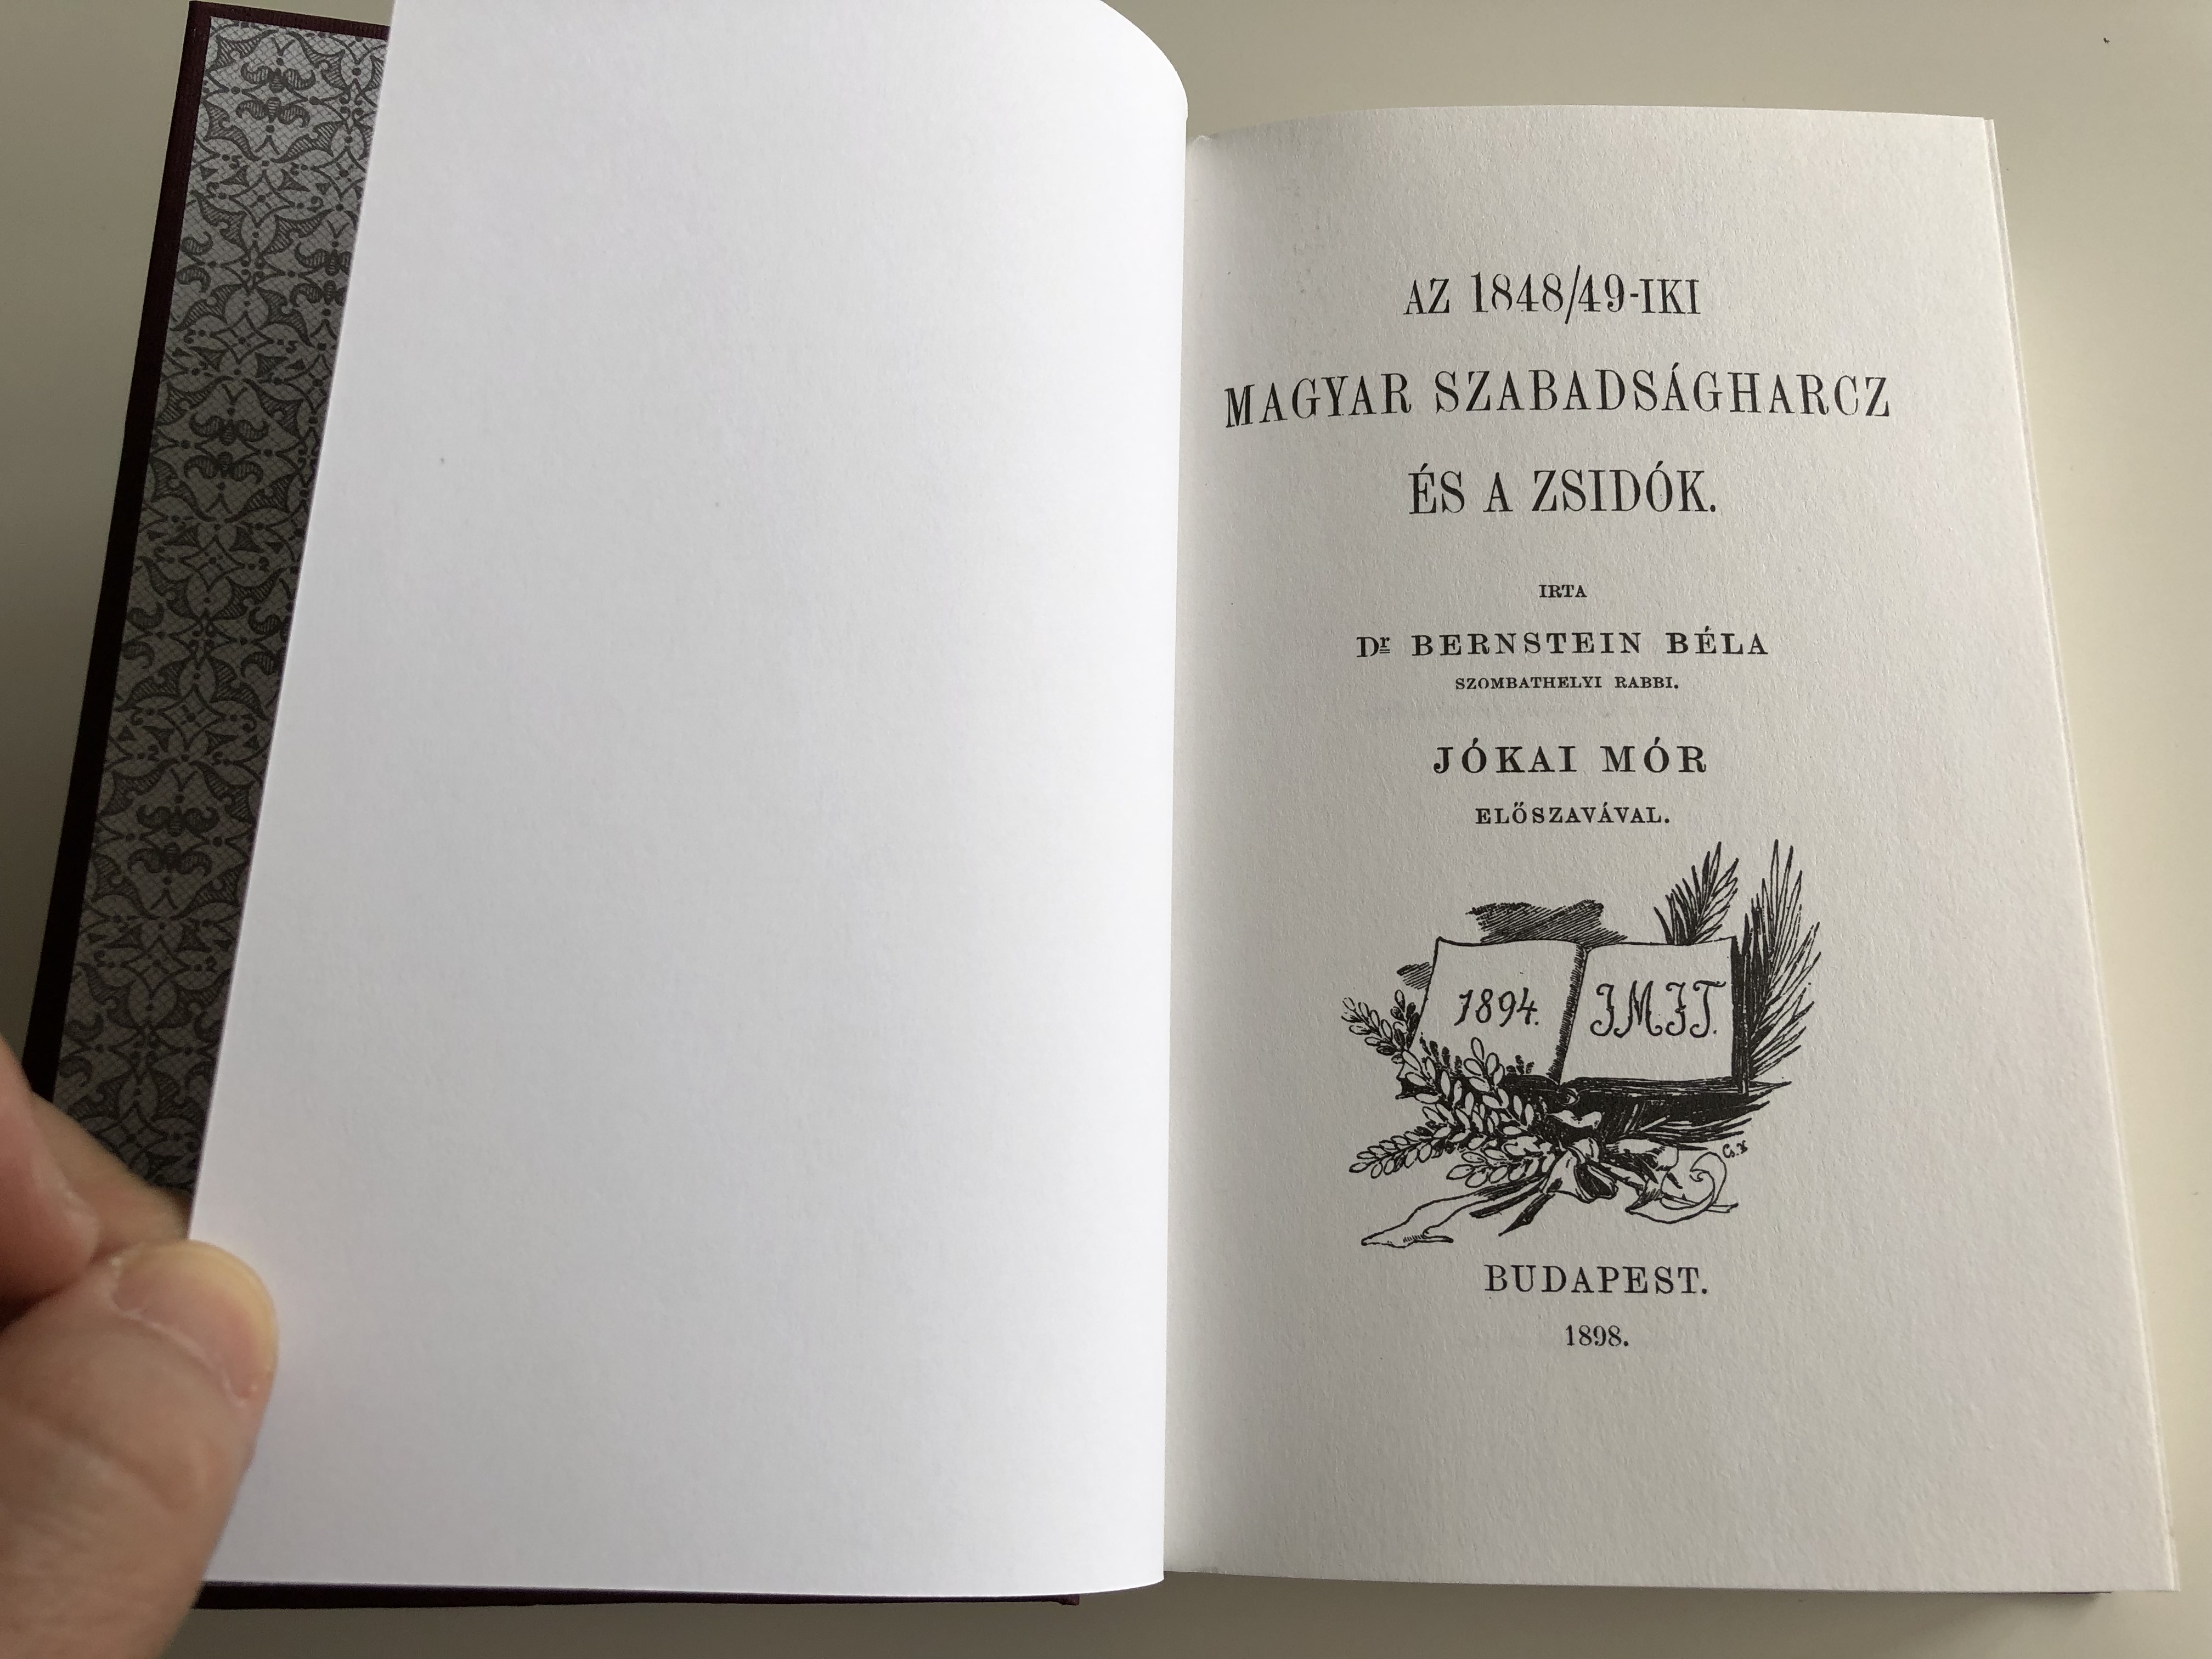 AZ 1848/49-IKI
MAGYAR SZABADSÁGHARCZ
ÉS A ZSIDÓK.
IRTA
Dr BERNSTEIN BÉLA
SZOMBATHELYI RABBI.
JÓKAI MÓR
ELŐSZAVÁVAL.
1894. IMIT.
BUDAPEST.
1898.